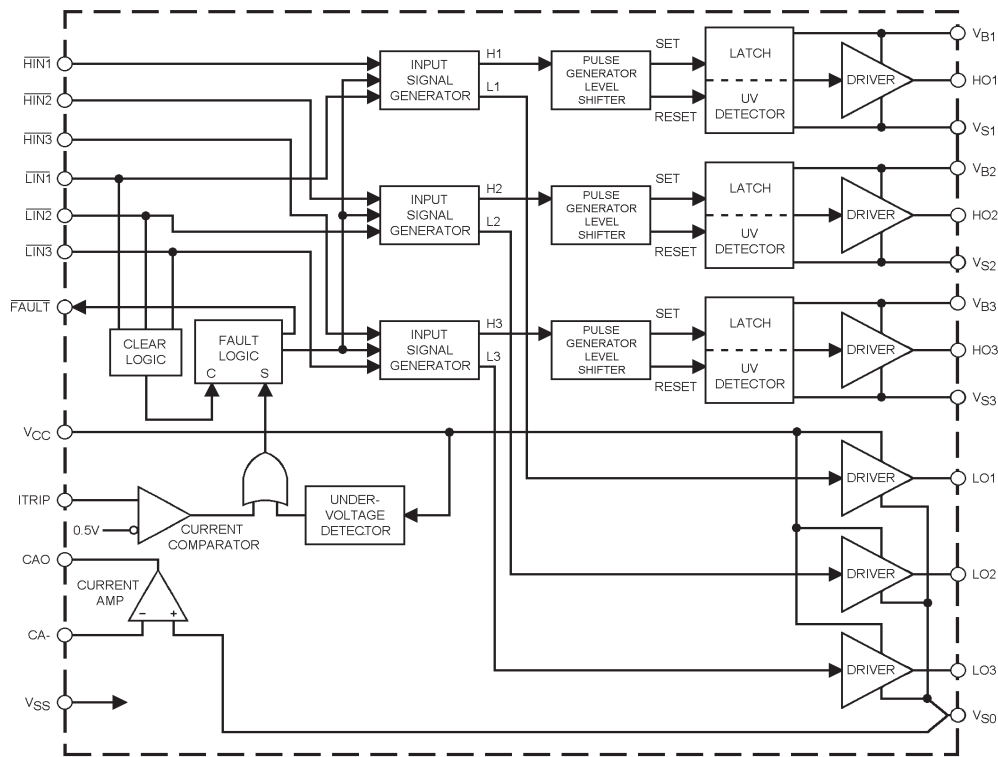 HIN1
HIN2
HIN3
LIN1
LIN2
LIN3
FAULT
VCC
ITRIP
0.5V
CAO
CA-
VSS
CLEAR
LOGIC
FAULT
LOGIC
C S
CURRENT
COMPARATOR
UNDER-
VOLTAGE
DETECTOR
CURRENT
AMP
- +
INPUT
SIGNAL
GENERATOR
H1
L1
PULSE
GENERATOR
LEVEL
SHIFTER
SET
RESET
LATCH
UV
DETECTOR
DRIVER
VB1
HO1
VS1
INPUT
SIGNAL
GENERATOR
H2
L2
PULSE
GENERATOR
LEVEL
SHIFTER
SET
RESET
LATCH
UV
DETECTOR
DRIVER
VB2
HO2
VS2
INPUT
SIGNAL
GENERATOR
H3
L3
PULSE
GENERATOR
LEVEL
SHIFTER
SET
RESET
LATCH
UV
DETECTOR
DRIVER
VB3
HO3
VS3
DRIVER
LO1
DRIVER
LO2
DRIVER
LO3
VS0